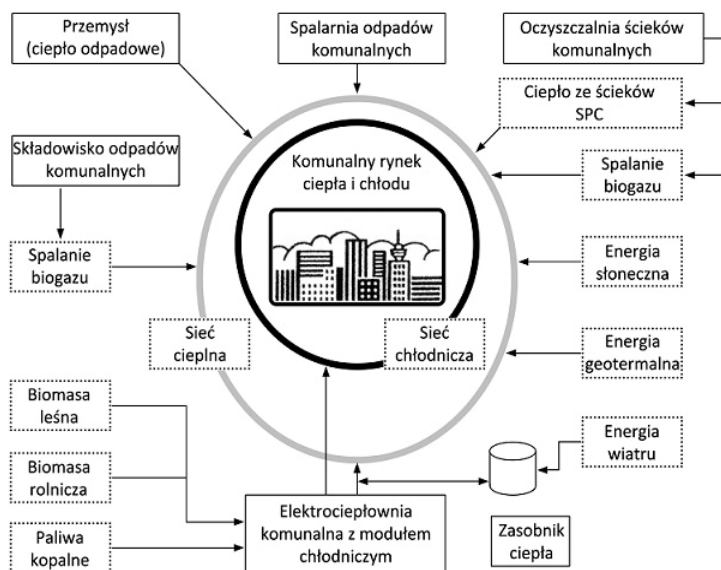 Przemysł
(ciepło odpadowe)
Spalarnia odpadów
komunalnych
Oczyszczalnia ścieków
komunalnych
Ciepło ze ścieków
SPC
Składowisko odpadów
komunalnych
Komunalny rynek
ciepła i chłodu
Spalanie
biogazu
Spalanie
biogazu
Energia
słoneczna
Sieć
cieplna
Sieć
chłodnicza
Energia
geotermalna
Biomasa
leśna
Energia
wiatru
Biomasa
rolnicza
Elektrociepłownia
komunalna z modułem
chłodniczym
Paliwa
kopalne
Zasobnik
ciepła